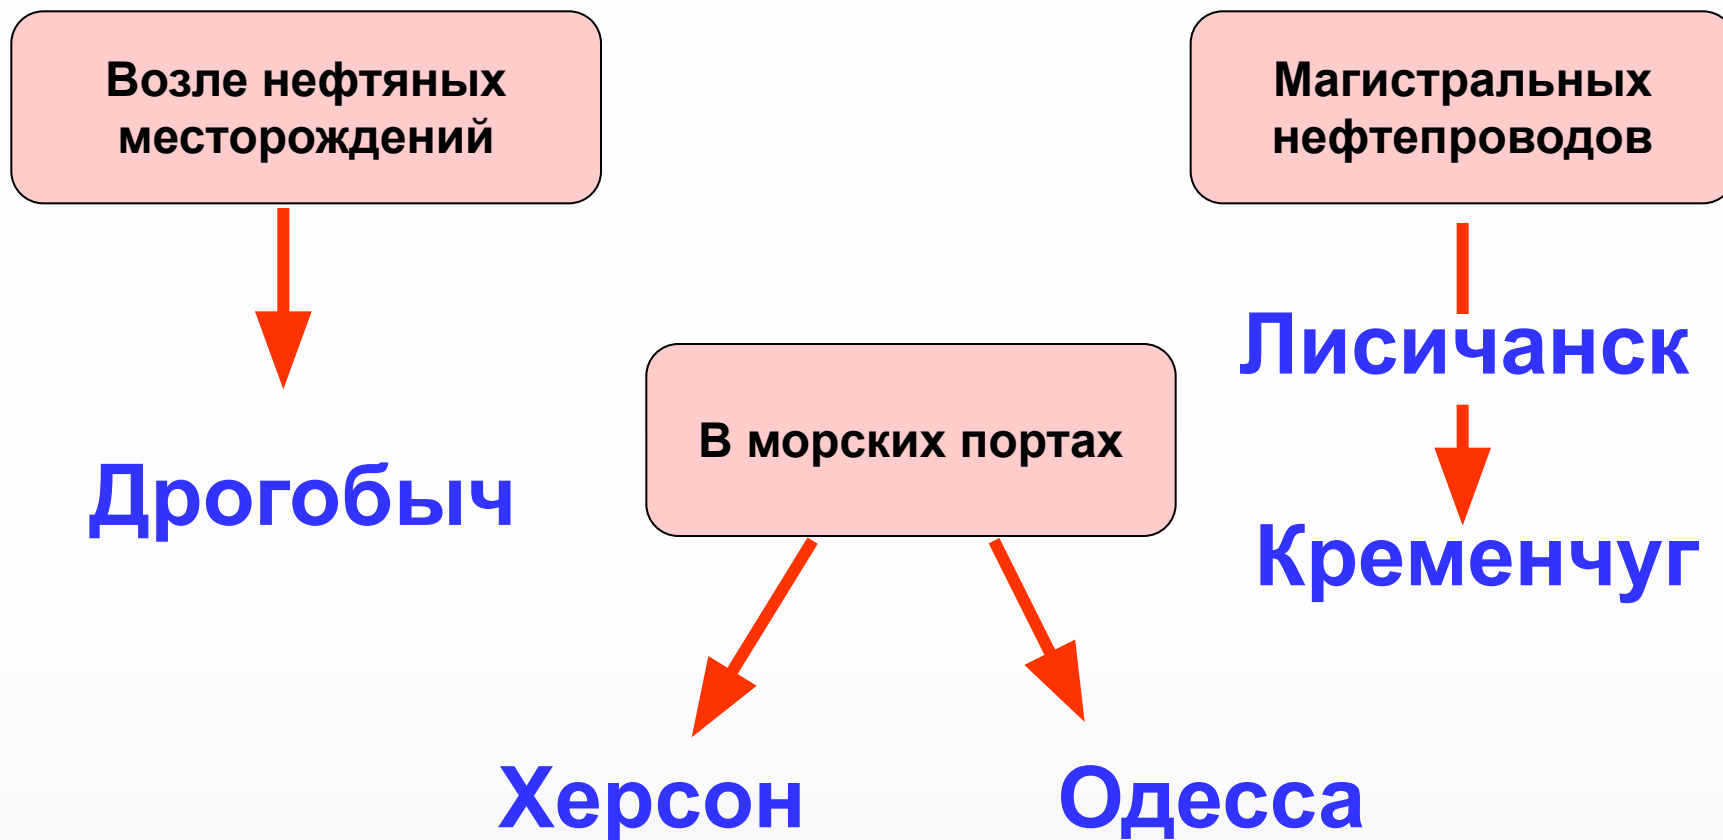 Возле нефтяных
месторождений
Магистральных
нефтепроводов
Лисичанск
В морских портах
Дрогобыч
Кременчуг
Херсон
Одесса